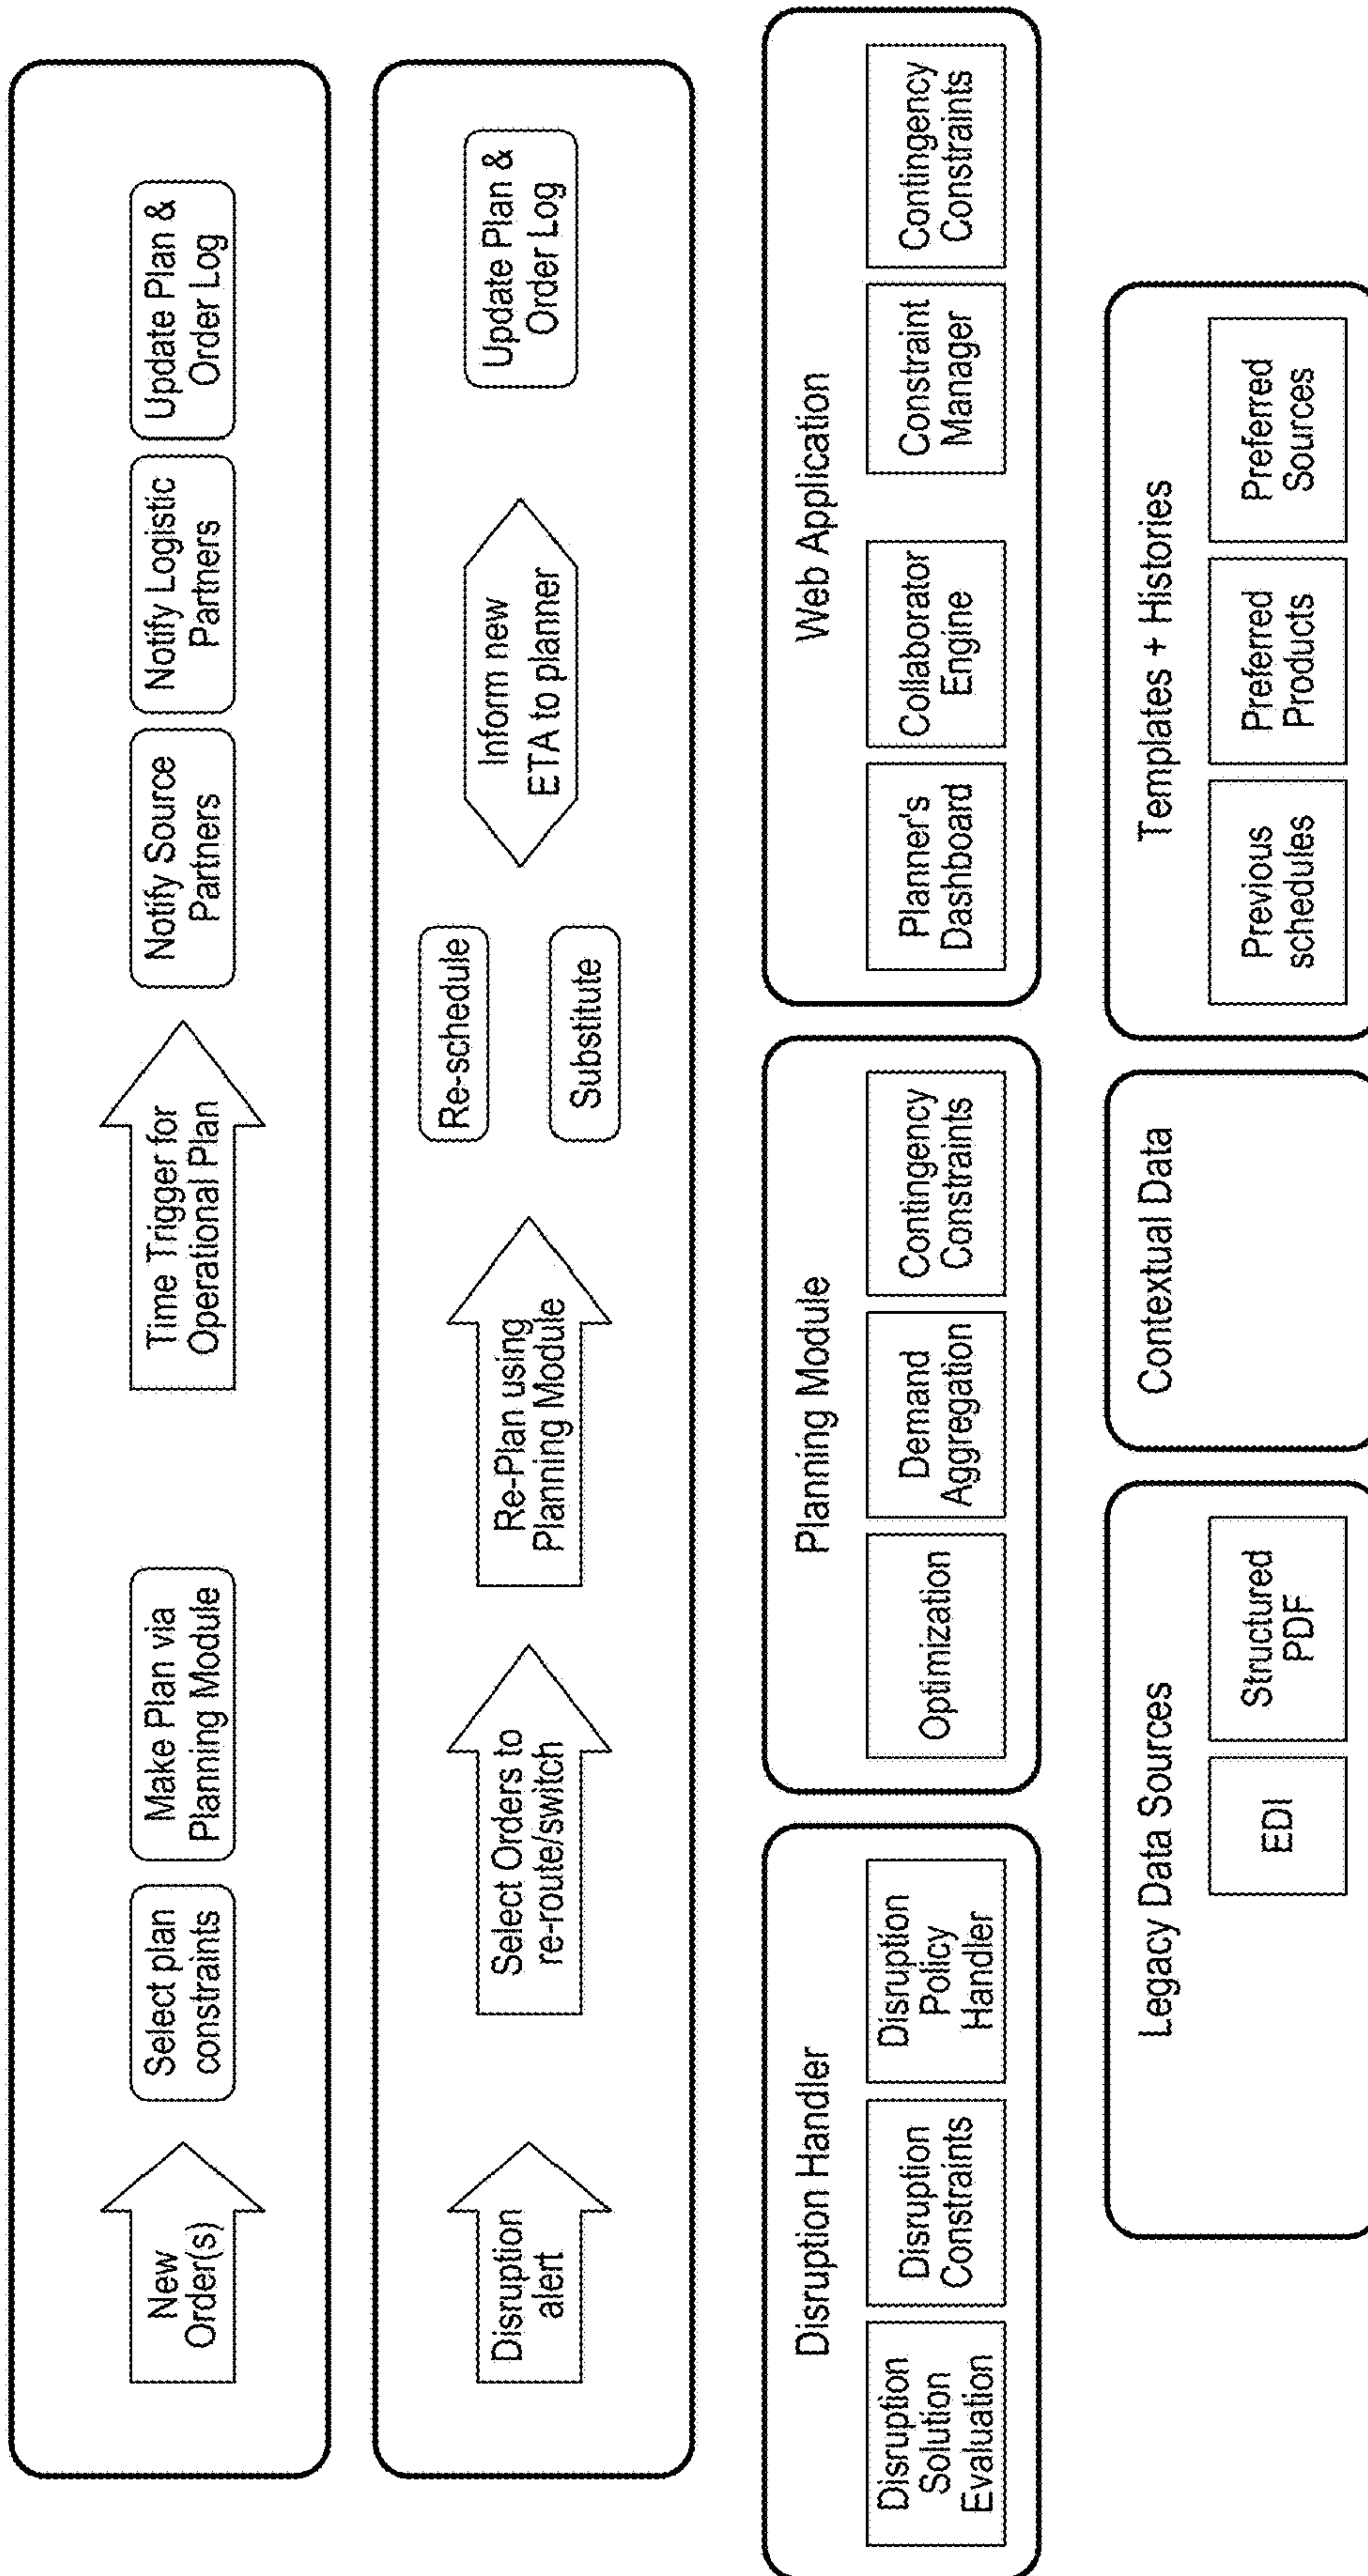 New
Order(s)
Select plan
constraints
Make Plan via
Planning Module
Time Trigger for
Operational Plan
Notify Source
Partners
Notify Logistic
Partners
Update Plan &
Order Log
Disruption
alert
Select Orders to
re-route/switch
Re-Plan using
Planning Module
Re-schedule
Substitute
Inform new
ETA to planner
Update Plan &
Order Log
Disruption Handler
Disruption
Solution
Evaluation
Disruption
Constraints
Disruption
Policy
Handler
Planning Module
Optimization
Demand
Aggregation
Contingency
Constraints
Web Application
Planner's
Dashboard
Collaborator
Engine
Constraint
Manager
Contingency
Constraints
Legacy Data Sources
EDI
Structured
PDF
Contextual Data
Templates + Histories
Previous
schedules
Preferred
Products
Preferred
Sources